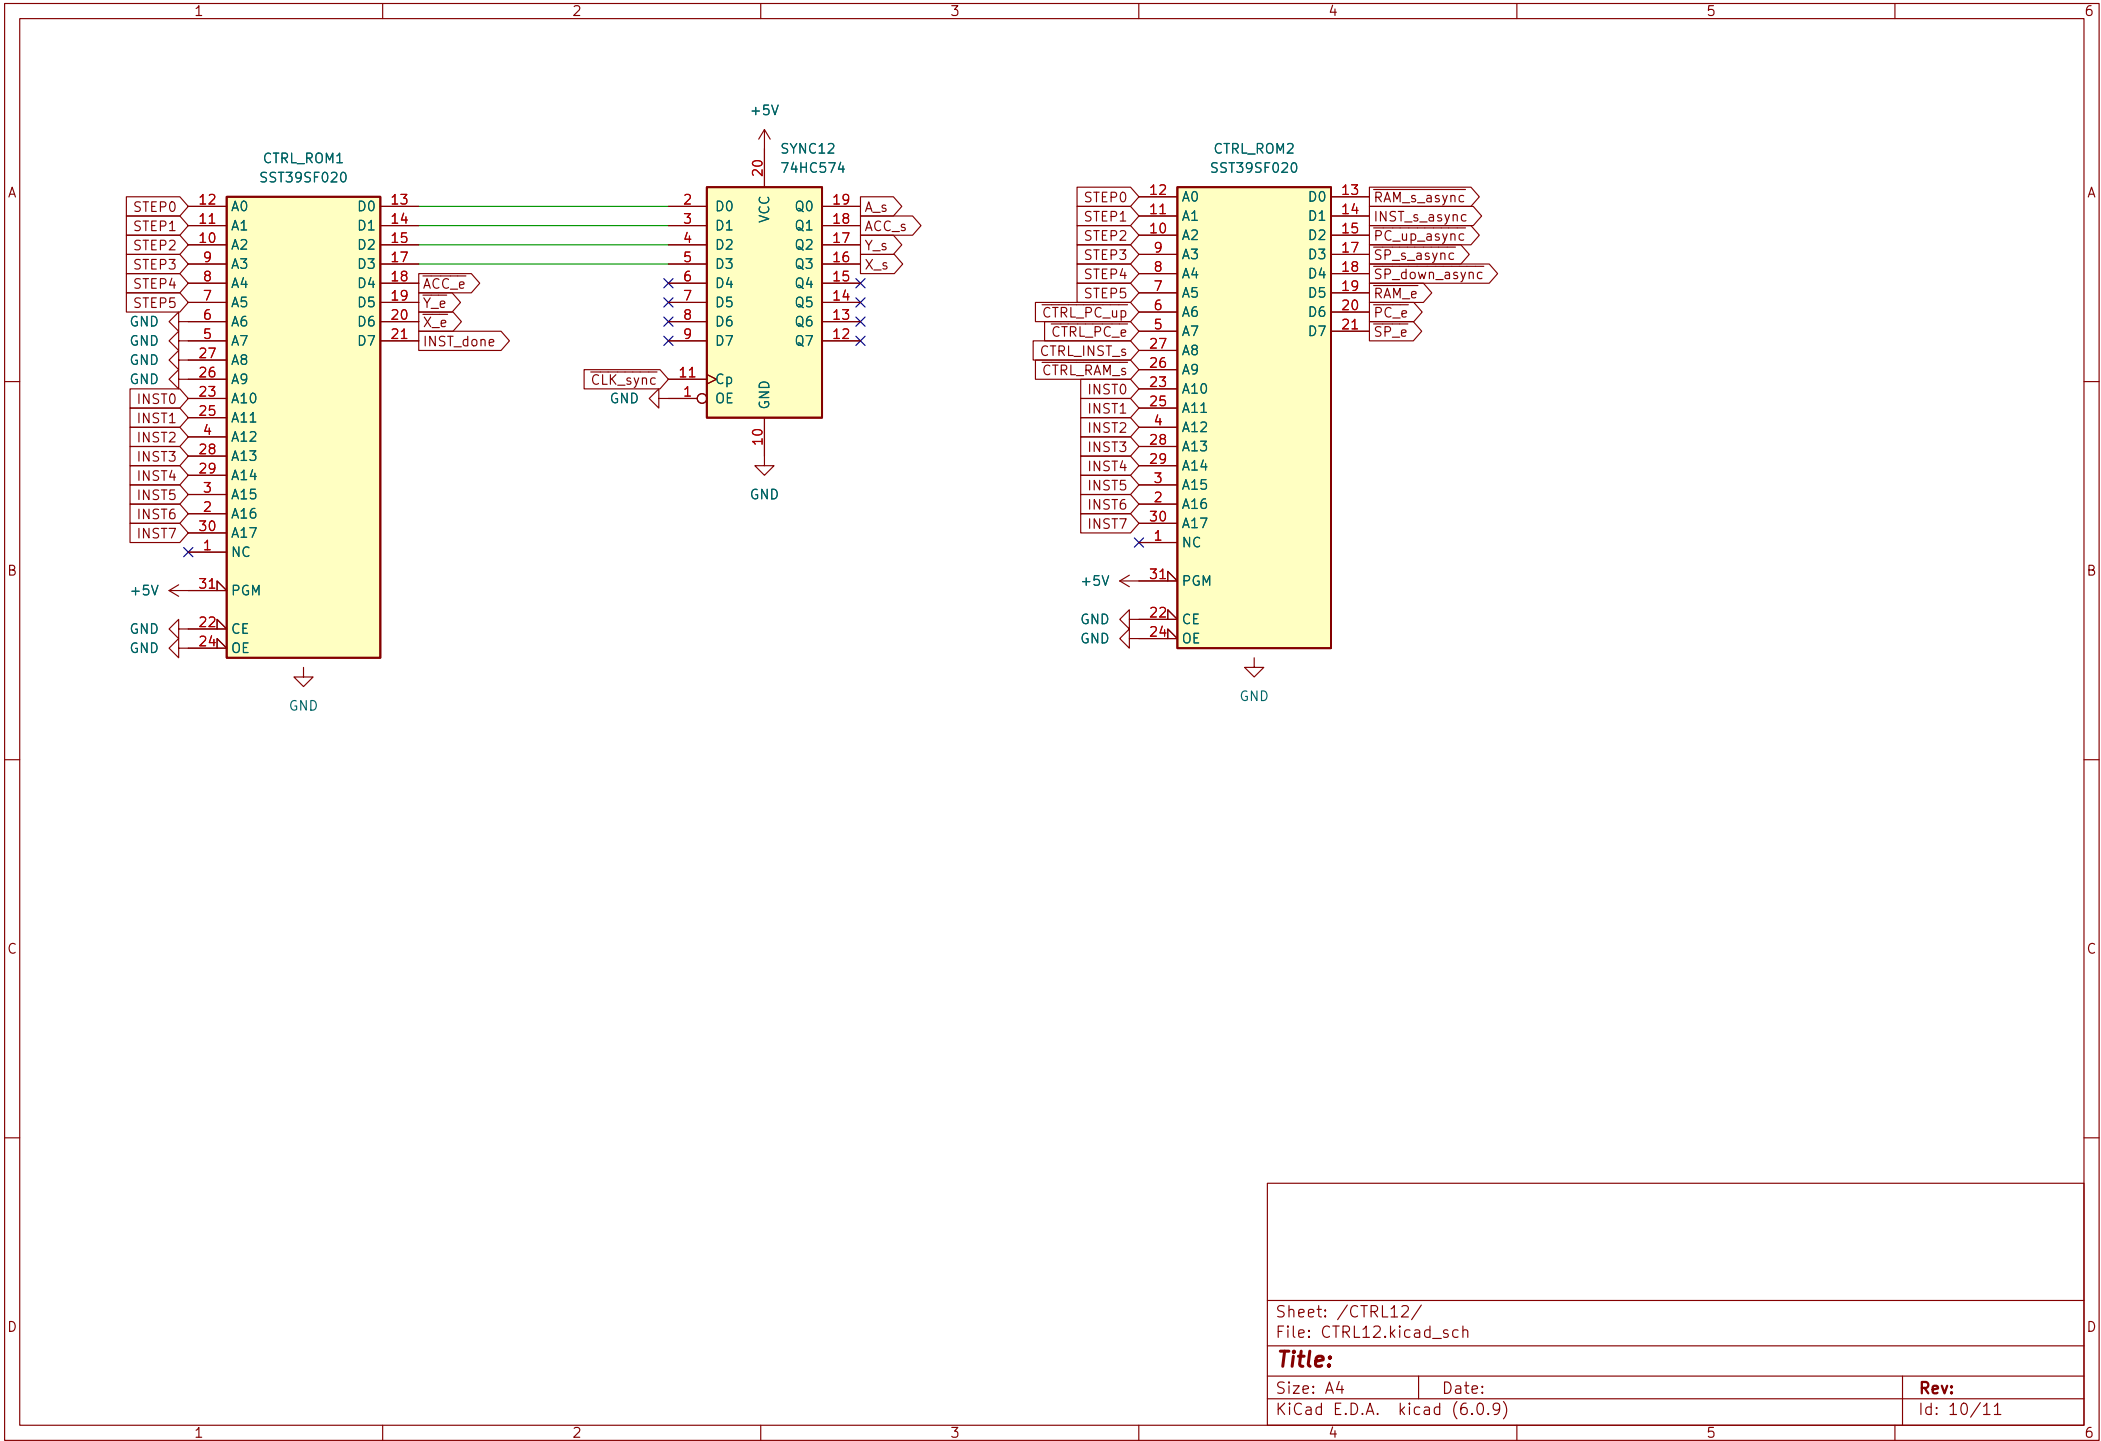 1 2 3 4 5 6
A A
B B
C C
D D
CTRL_ROM1
SST39SF020
STEP0 12 A0 D0 13
STEP1 11 A1 D1 14
STEP2 10 A2 D2 15
STEP3 9 A3 D3 17
STEP4 8 A4 D4 18 ACC_e
STEP5 7 A5 D5 19 Y_e
GND 6 A6 D6 20 X_e
GND 5 A7 D7 21 INST_done
GND 27 A8
GND 26 A9
INST0 23 A10
INST1 25 A11
INST2 4 A12
INST3 28 A13
INST4 29 A14
INST5 3 A15
INST6 2 A16
INST7 30 A17
1 NC
+5V 31 PGM
GND 22 CE
GND 24 OE
GND
+5V
SYNC12
74HC574
20
VCC
2 D0 Q0 19 A_s
3 D1 Q1 18 ACC_s
4 D2 Q2 17 Y_s
5 D3 Q3 16 X_s
6 D4 Q4 15
7 D5 Q5 14
8 D6 Q6 13
9 D7 Q7 12
CLK_sync 11 Cp
GND 1 OE
GND
10
GND
CTRL_ROM2
SST39SF020
STEP0 12 A0 D0 13 RAM_s_async
STEP1 11 A1 D1 14 INST_s_async
STEP2 10 A2 D2 15 PC_up_async
STEP3 9 A3 D3 17 SP_s_async
STEP4 8 A4 D4 18 SP_down_async
STEP5 7 A5 D5 19 RAM_e
CTRL_PC_up 6 A6 D6 20 PC_e
CTRL_PC_e 5 A7 D7 21 SP_e
CTRL_INST_s 27 A8
CTRL_RAM_s 26 A9
INST0 23 A10
INST1 25 A11
INST2 4 A12
INST3 28 A13
INST4 29 A14
INST5 3 A15
INST6 2 A16
INST7 30 A17
1 NC
+5V 31 PGM
GND 22 CE
GND 24 OE
GND
Sheet: /CTRL12/
File: CTRL12.kicad_sch
Title:
Size: A4 Date: Rev:
KiCad E.D.A. kicad (6.0.9) Id: 10/11
1 2 3 4 5 6